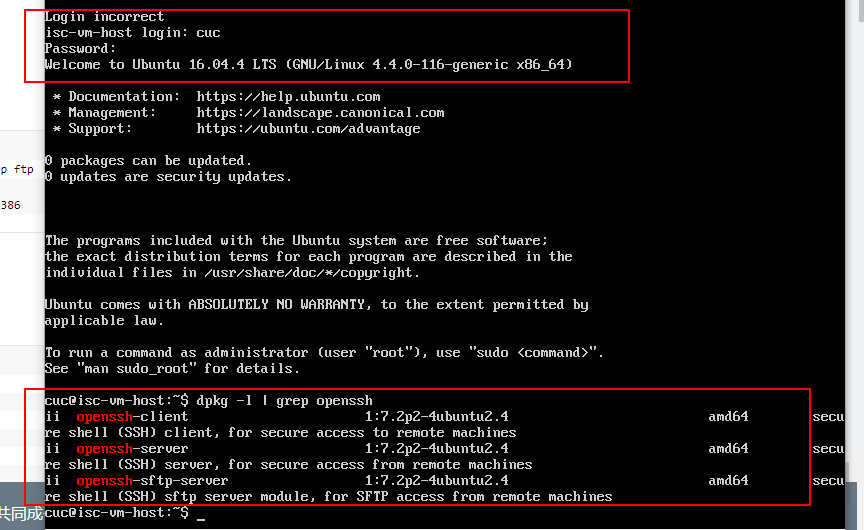 Login incorrect
isc-vm-host login: cuc
Password:
Welcome to Ubuntu 16.04.4 LTS (GNU/Linux 4.4.0-116-generic x86_64)
* Documentation:  https://help.ubuntu.com
* Management:     https://landscape.canonical.com
* Support:        https://ubuntu.com/advantage
0 packages can be updated.
0 updates are security updates.
p ftp
386
The programs included with the Ubuntu system are free software;
the exact distribution terms for each program are described in the
individual files in /usr/share/doc/*/copyright.
Ubuntu comes with ABSOLUTELY NO WARRANTY, to the extent permitted by
applicable law.
To run a command as administrator (user "root"), use "sudo <command>".
See "man sudo_root" for details.
cuc@isc-vm-host:~$ dpkg -l | grep openssh
ii  openssh-client                      1:7.2p2-4ubuntu2.4                         amd64        secu
re shell (SSH) client, for secure access to remote machines
ii  openssh-server                      1:7.2p2-4ubuntu2.4                         amd64        secu
re shell (SSH) server, for secure access from remote machines
ii  openssh-sftp-server                 1:7.2p2-4ubuntu2.4                         amd64        secu
re shell (SSH) sftp server module, for SFTP access from remote machines
共同成
cuc@isc-vm-host:~$ _